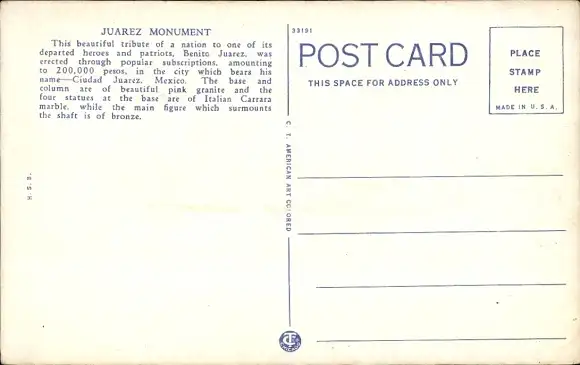 JUAREZ MONUMENT
This beautiful tribute of a nation to one of its
departed heroes and patriots, Benito Juarez, was
erected through popular subscriptions, amounting
to 200,000 pesos, in the city which bears his
name—Ciudad Juarez, Mexico. The base and
column are of beautiful pink granite and the
four statues at the base are of Italian Carrara
marble, while the main figure which surmounts
the shaft is of bronze.
H. S. S.
33191
C. T. AMERICAN ART COLORED
POST CARD
THIS SPACE FOR ADDRESS ONLY
PLACE
STAMP
HERE
MADE IN U. S. A.